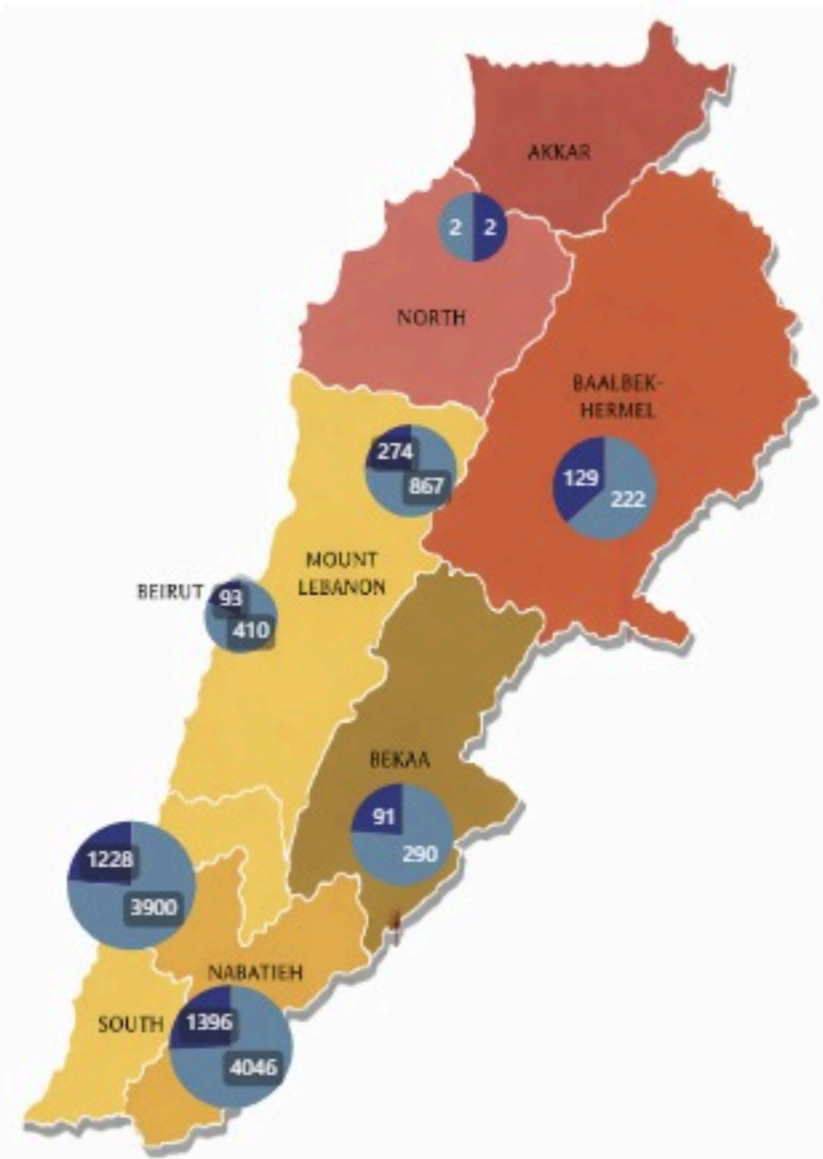 AKKAR
2 2
NORTH
BAALBEK-
HERMEL
274
867
129
222
MOUNT
LEBANON
BEIRUT
93
410
BEKAA
91
290
1228
3900
NABATIEH
SOUTH
1396
4046